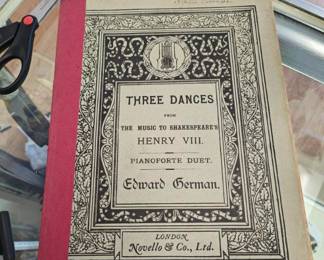 THREE DANCES
FROM
THE MUSIC TO SHAKESPEARE'S
HENRY VIII.
PIANOFORTE DUET.
Edward German.
LONDON
Novello & Co., Ltd.